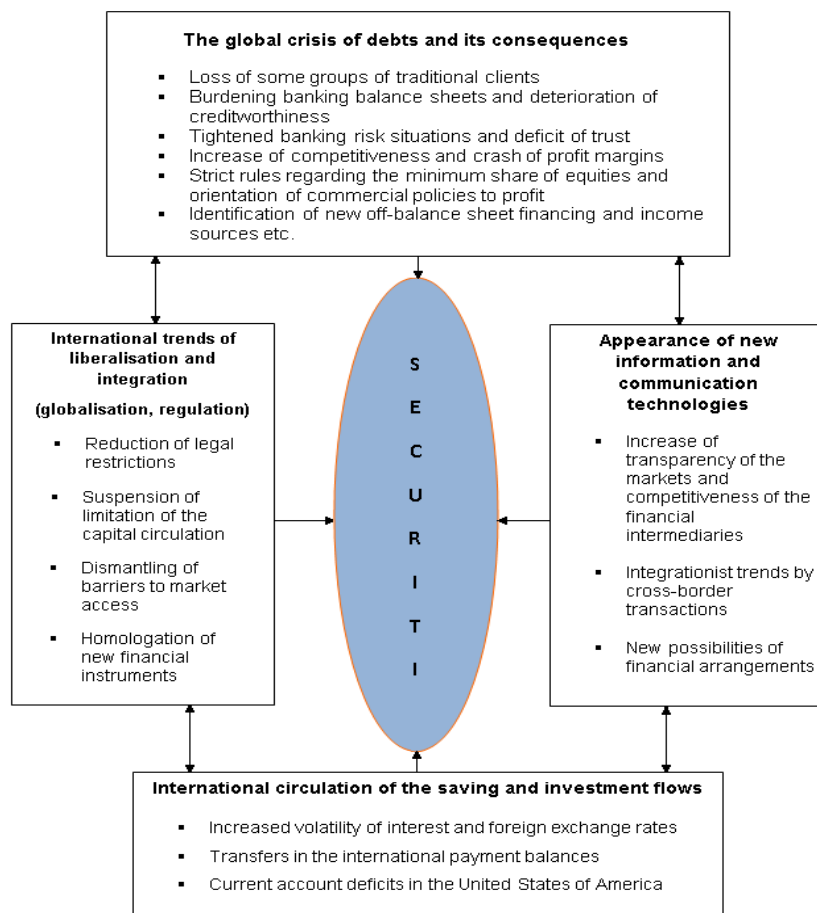 The global crisis of debts and its consequences
▪ Loss of some groups of traditional clients
▪ Burdening banking balance sheets and deterioration of
creditworthiness
▪ Tightened banking risk situations and deficit of trust
▪ Increase of competitiveness and crash of profit margins
▪ Strict rules regarding the minimum share of equities and
orientation of commercial policies to profit
▪ Identification of new off-balance sheet financing and income
sources etc.
International trends of
liberalisation and
integration
(globalisation, regulation)
▪ Reduction of legal
restrictions
▪ Suspension of
limitation of the
capital circulation
▪ Dismantling of
barriers to market
access
▪ Homologation of
new financial
instruments
S
E
C
U
R
I
T
I
Appearance of new
information and
communication
technologies
▪ Increase of
transparency of the
markets and
competitiveness of the
financial
intermediaries
▪ Integrationist trends by
cross-border
transactions
▪ New possibilities of
financial arrangements
International circulation of the saving and investment flows
▪ Increased volatility of interest and foreign exchange rates
▪ Transfers in the international payment balances
▪ Current account deficits in the United States of America